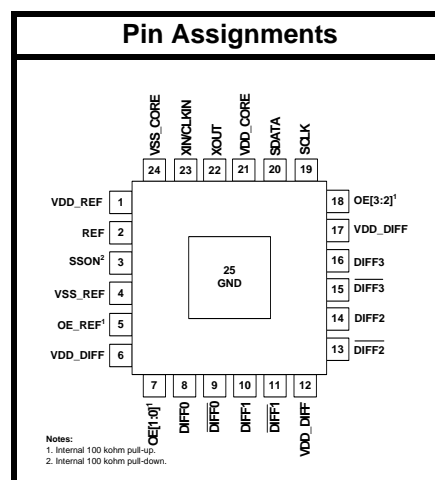 Pin Assignments
VSS_CORE
XIN/CLKIN
XOUT
VDD_CORE
SDATA
SCLK
24 23 22 21 20 19
VDD_REF 1
REF 2
SSON² 3
VSS_REF 4
OE_REF¹ 5
VDD_DIFF 6
25
GND
18 OE[3:2]¹
17 VDD_DIFF
16 DIFF3
15 DIFF3
14 DIFF2
13 DIFF2
7 8 9 10 11 12
OE[1:0]¹
DIFF0
DIFF0
DIFF1
DIFF1
VDD_DIFF
Notes:
1. Internal 100 kohm pull-up.
2. Internal 100 kohm pull-down.